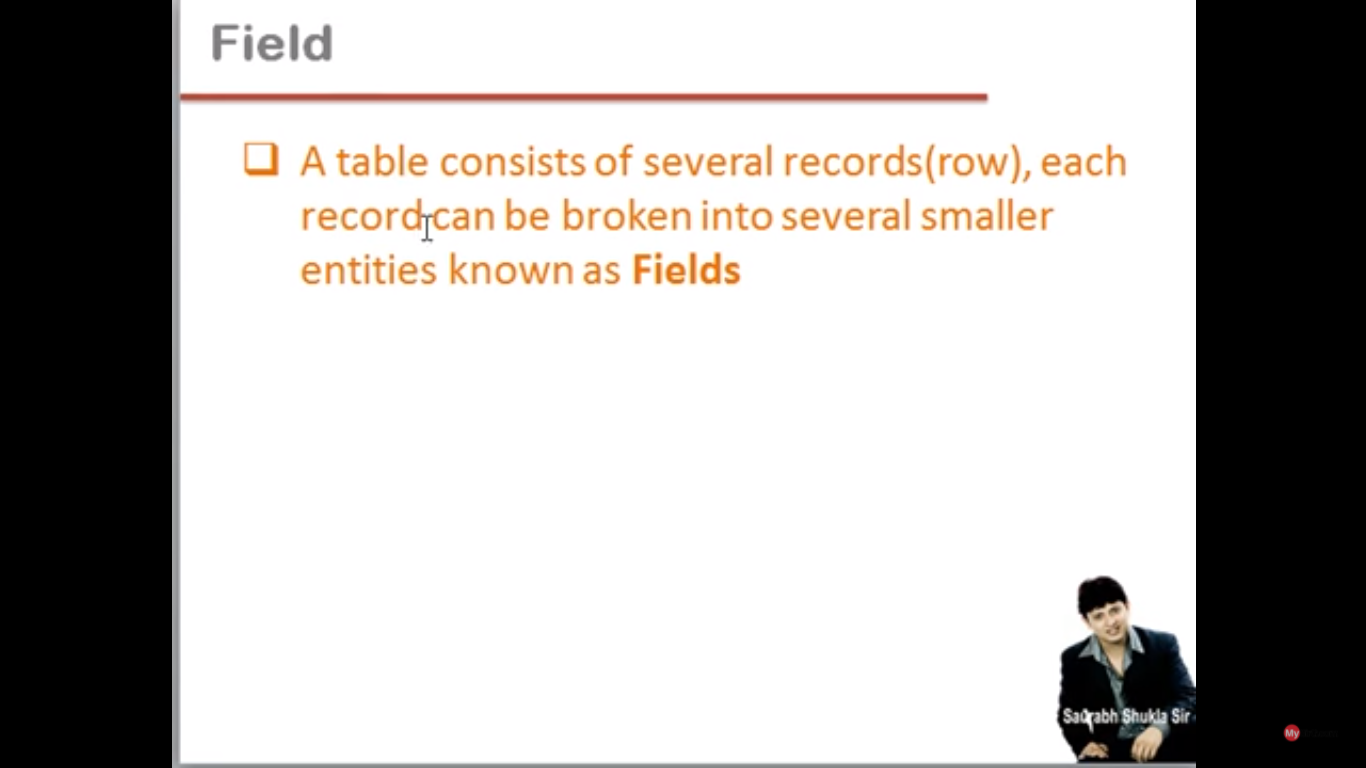 Field
A table consists of several records(row), each
record can be broken into several smaller
entities known as Fields
Saurabh Shukla Sir
My